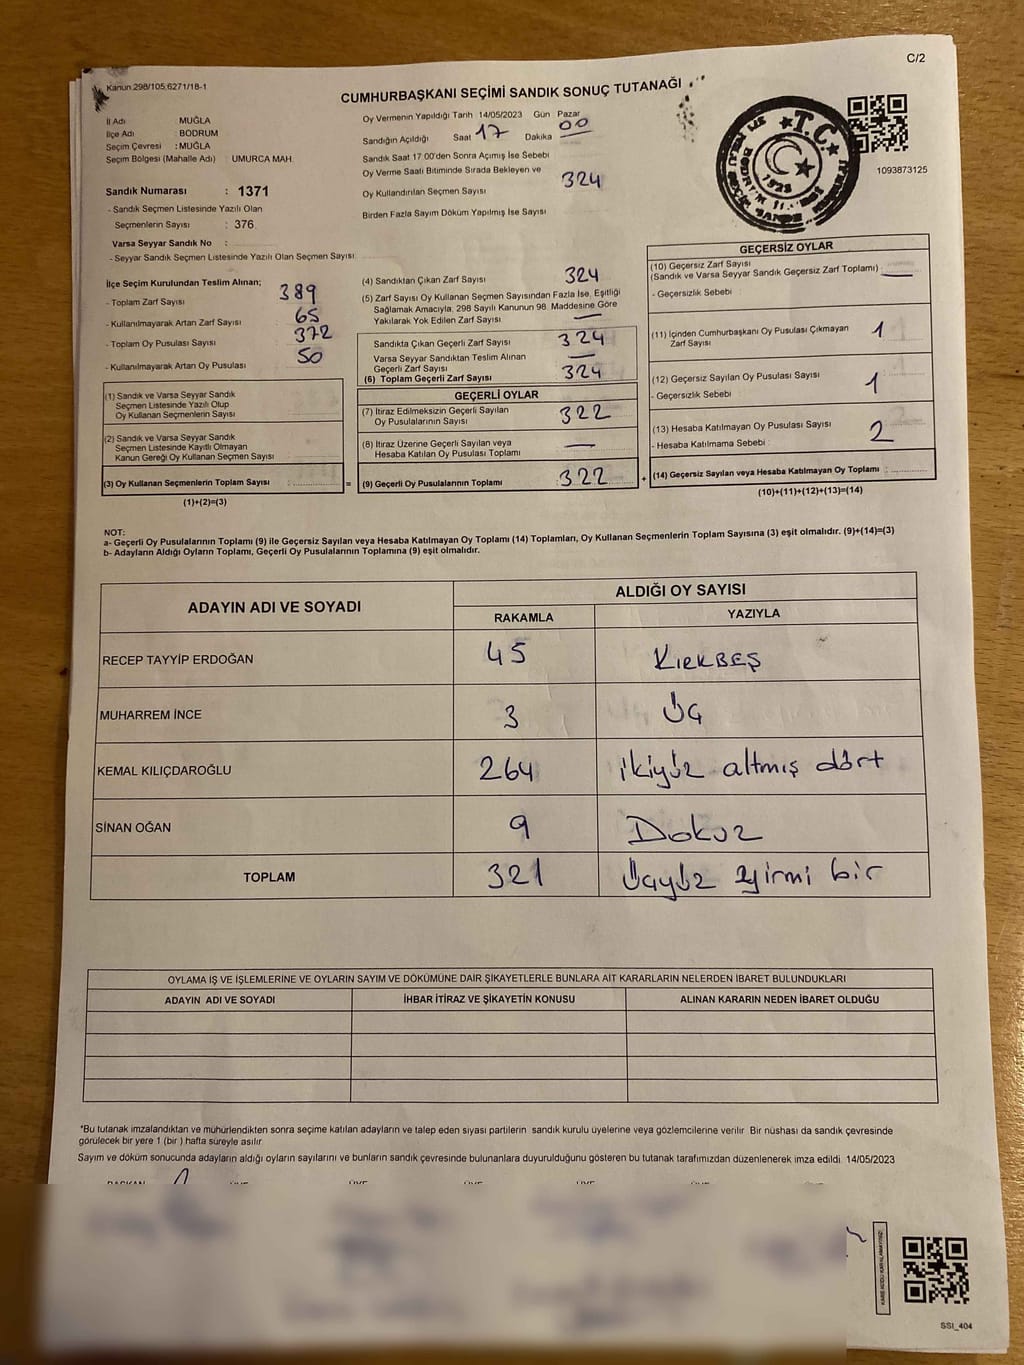 C/2
Kanun 298/105,6271/18-1
CUMHURBAŞKANI SEÇİMİ SANDIK SONUÇ TUTANAĞI
İl Adı : MUĞLA
İlçe Adı : BODRUM
Seçim Çevresi : MUĞLA
Seçim Bölgesi (Mahalle Adı) : UMURCA MAH.
Sandık Numarası : 1371
- Sandık Seçmen Listesinde Yazılı Olan
Seçmenlerin Sayısı : 376
Varsa Seyyar Sandık No :
- Seyyar Sandık Seçmen Listesinde Yazılı Olan Seçmen Sayısı
Oy Vermenin Yapıldığı Tarih 14/05/2023 Gün Pazar
Sandığın Açıldığı Saat 17 Dakika 00
Sandık Saat 17:00'den Sonra Açımış İse Sebebi
Oy Verme Saati Bitiminde Sırada Bekleyen ve
Oy Kullandırılan Seçmen Sayısı 324
Birden Fazla Sayım Döküm Yapılmış İse Sayısı
T.C.
1093873125
İlçe Seçim Kurulundan Teslim Alınan;
- Toplam Zarf Sayısı 389
- Kullanılmayarak Artan Zarf Sayısı 65
- Toplam Oy Pusulası Sayısı 372
- Kullanılmayarak Artan Oy Pusulası 50
(1) Sandık ve Varsa Seyyar Sandık
Seçmen Listesinde Yazılı Olup
Oy Kullanan Seçmenlerin Sayısı
(2) Sandık ve Varsa Seyyar Sandık
Seçmen Listesinde Kayıtlı Olmayan
Kanun Gereği Oy Kullanan Seçmen Sayısı
(3) Oy Kullanan Seçmenlerin Toplam Sayısı : =
(1)+(2)=(3)
(4) Sandıktan Çıkan Zarf Sayısı 324
(5) Zarf Sayısı Oy Kullanan Seçmen Sayısından Fazla İse, Eşitliği
Sağlamak Amacıyla, 298 Sayılı Kanunun 98. Maddesine Göre
Yakılarak Yok Edilen Zarf Sayısı —
Sandıkta Çıkan Geçerli Zarf Sayısı 324
Varsa Seyyar Sandıktan Teslim Alınan
Geçerli Zarf Sayısı —
(6) Toplam Geçerli Zarf Sayısı 324
GEÇERLİ OYLAR
(7) İtiraz Edilmeksizin Geçerli Sayılan
Oy Pusulalarının Sayısı 322
(8) İtiraz Üzerine Geçerli Sayılan veya
Hesaba Katılan Oy Pusulası Toplamı —
(9) Geçerli Oy Pusulalarının Toplamı 322 +
GEÇERSİZ OYLAR
(10) Geçersiz Zarf Sayısı
(Sandık ve Varsa Seyyar Sandık Geçersiz Zarf Toplamı) —
- Geçersizlik Sebebi :
(11) İçinden Cumhurbaşkanı Oy Pusulası Çıkmayan
Zarf Sayısı 1
(12) Geçersiz Sayılan Oy Pusulası Sayısı 1
- Geçersizlik Sebebi :
(13) Hesaba Katılmayan Oy Pusulası Sayısı 2
- Hesaba Katılmama Sebebi :
(14) Geçersiz Sayılan veya Hesaba Katılmayan Oy Toplamı :
(10)+(11)+(12)+(13)=(14)
NOT:
a- Geçerli Oy Pusulalarının Toplamı (9) ile Geçersiz Sayılan veya Hesaba Katılmayan Oy Toplamı (14) Toplamları, Oy Kullanan Seçmenlerin Toplam Sayısına (3) eşit olmalıdır. (9)+(14)=(3)
b- Adayların Aldığı Oyların Toplamı, Geçerli Oy Pusulalarının Toplamına (9) eşit olmalıdır.
ADAYIN ADI VE SOYADI ALDIĞI OY SAYISI
RAKAMLA YAZIYLA
RECEP TAYYİP ERDOĞAN 45 KIRKBEŞ
MUHARREM İNCE 3 ÜÇ
KEMAL KILIÇDAROĞLU 264 ikiyüz altmış dört
SİNAN OĞAN 9 Dokuz
TOPLAM 321 Üçyüz yirmi bir
OYLAMA İŞ VE İŞLEMLERİNE VE OYLARIN SAYIM VE DÖKÜMÜNE DAİR ŞİKAYETLERLE BUNLARA AİT KARARLARIN NELERDEN İBARET BULUNDUKLARI
ADAYIN ADI VE SOYADI İHBAR İTİRAZ VE ŞİKAYETİN KONUSU ALINAN KARARIN NEDEN İBARET OLDUĞU
*Bu tutanak imzalandıktan ve mühürlendikten sonra seçime katılan adayların ve talep eden siyasi partilerin sandık kurulu üyelerine veya gözlemcilerine verilir. Bir nüshası da sandık çevresinde
görülecek bir yere 1 (bir ) hafta süreyle asılır.
Sayım ve döküm sonucunda adayların aldığı oyların sayılarını ve bunların sandık çevresinde bulunanlara duyurulduğunu gösteren bu tutanak tarafımızdan düzenlenerek imza edildi. 14/05/2023
SSI_404